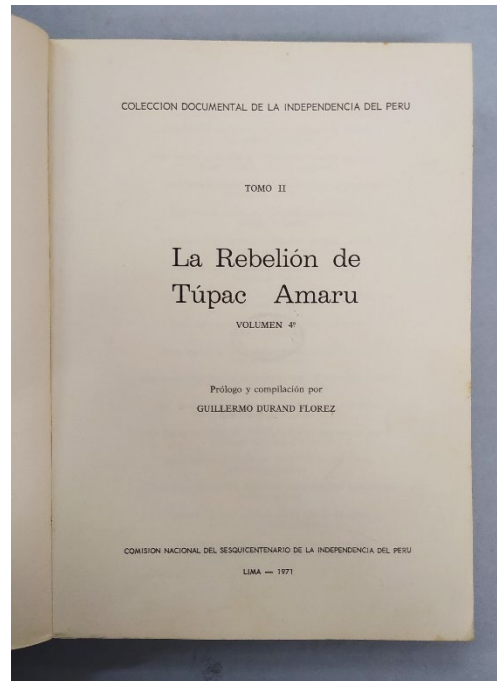 COLECCION DOCUMENTAL DE LA INDEPENDENCIA DEL PERU
TOMO II
La Rebelión de
Túpac Amaru
VOLUMEN 4º
Prólogo y compilación por
GUILLERMO DURAND FLOREZ
COMISION NACIONAL DEL SESQUICENTENARIO DE LA INDEPENDENCIA DEL PERU
LIMA — 1971